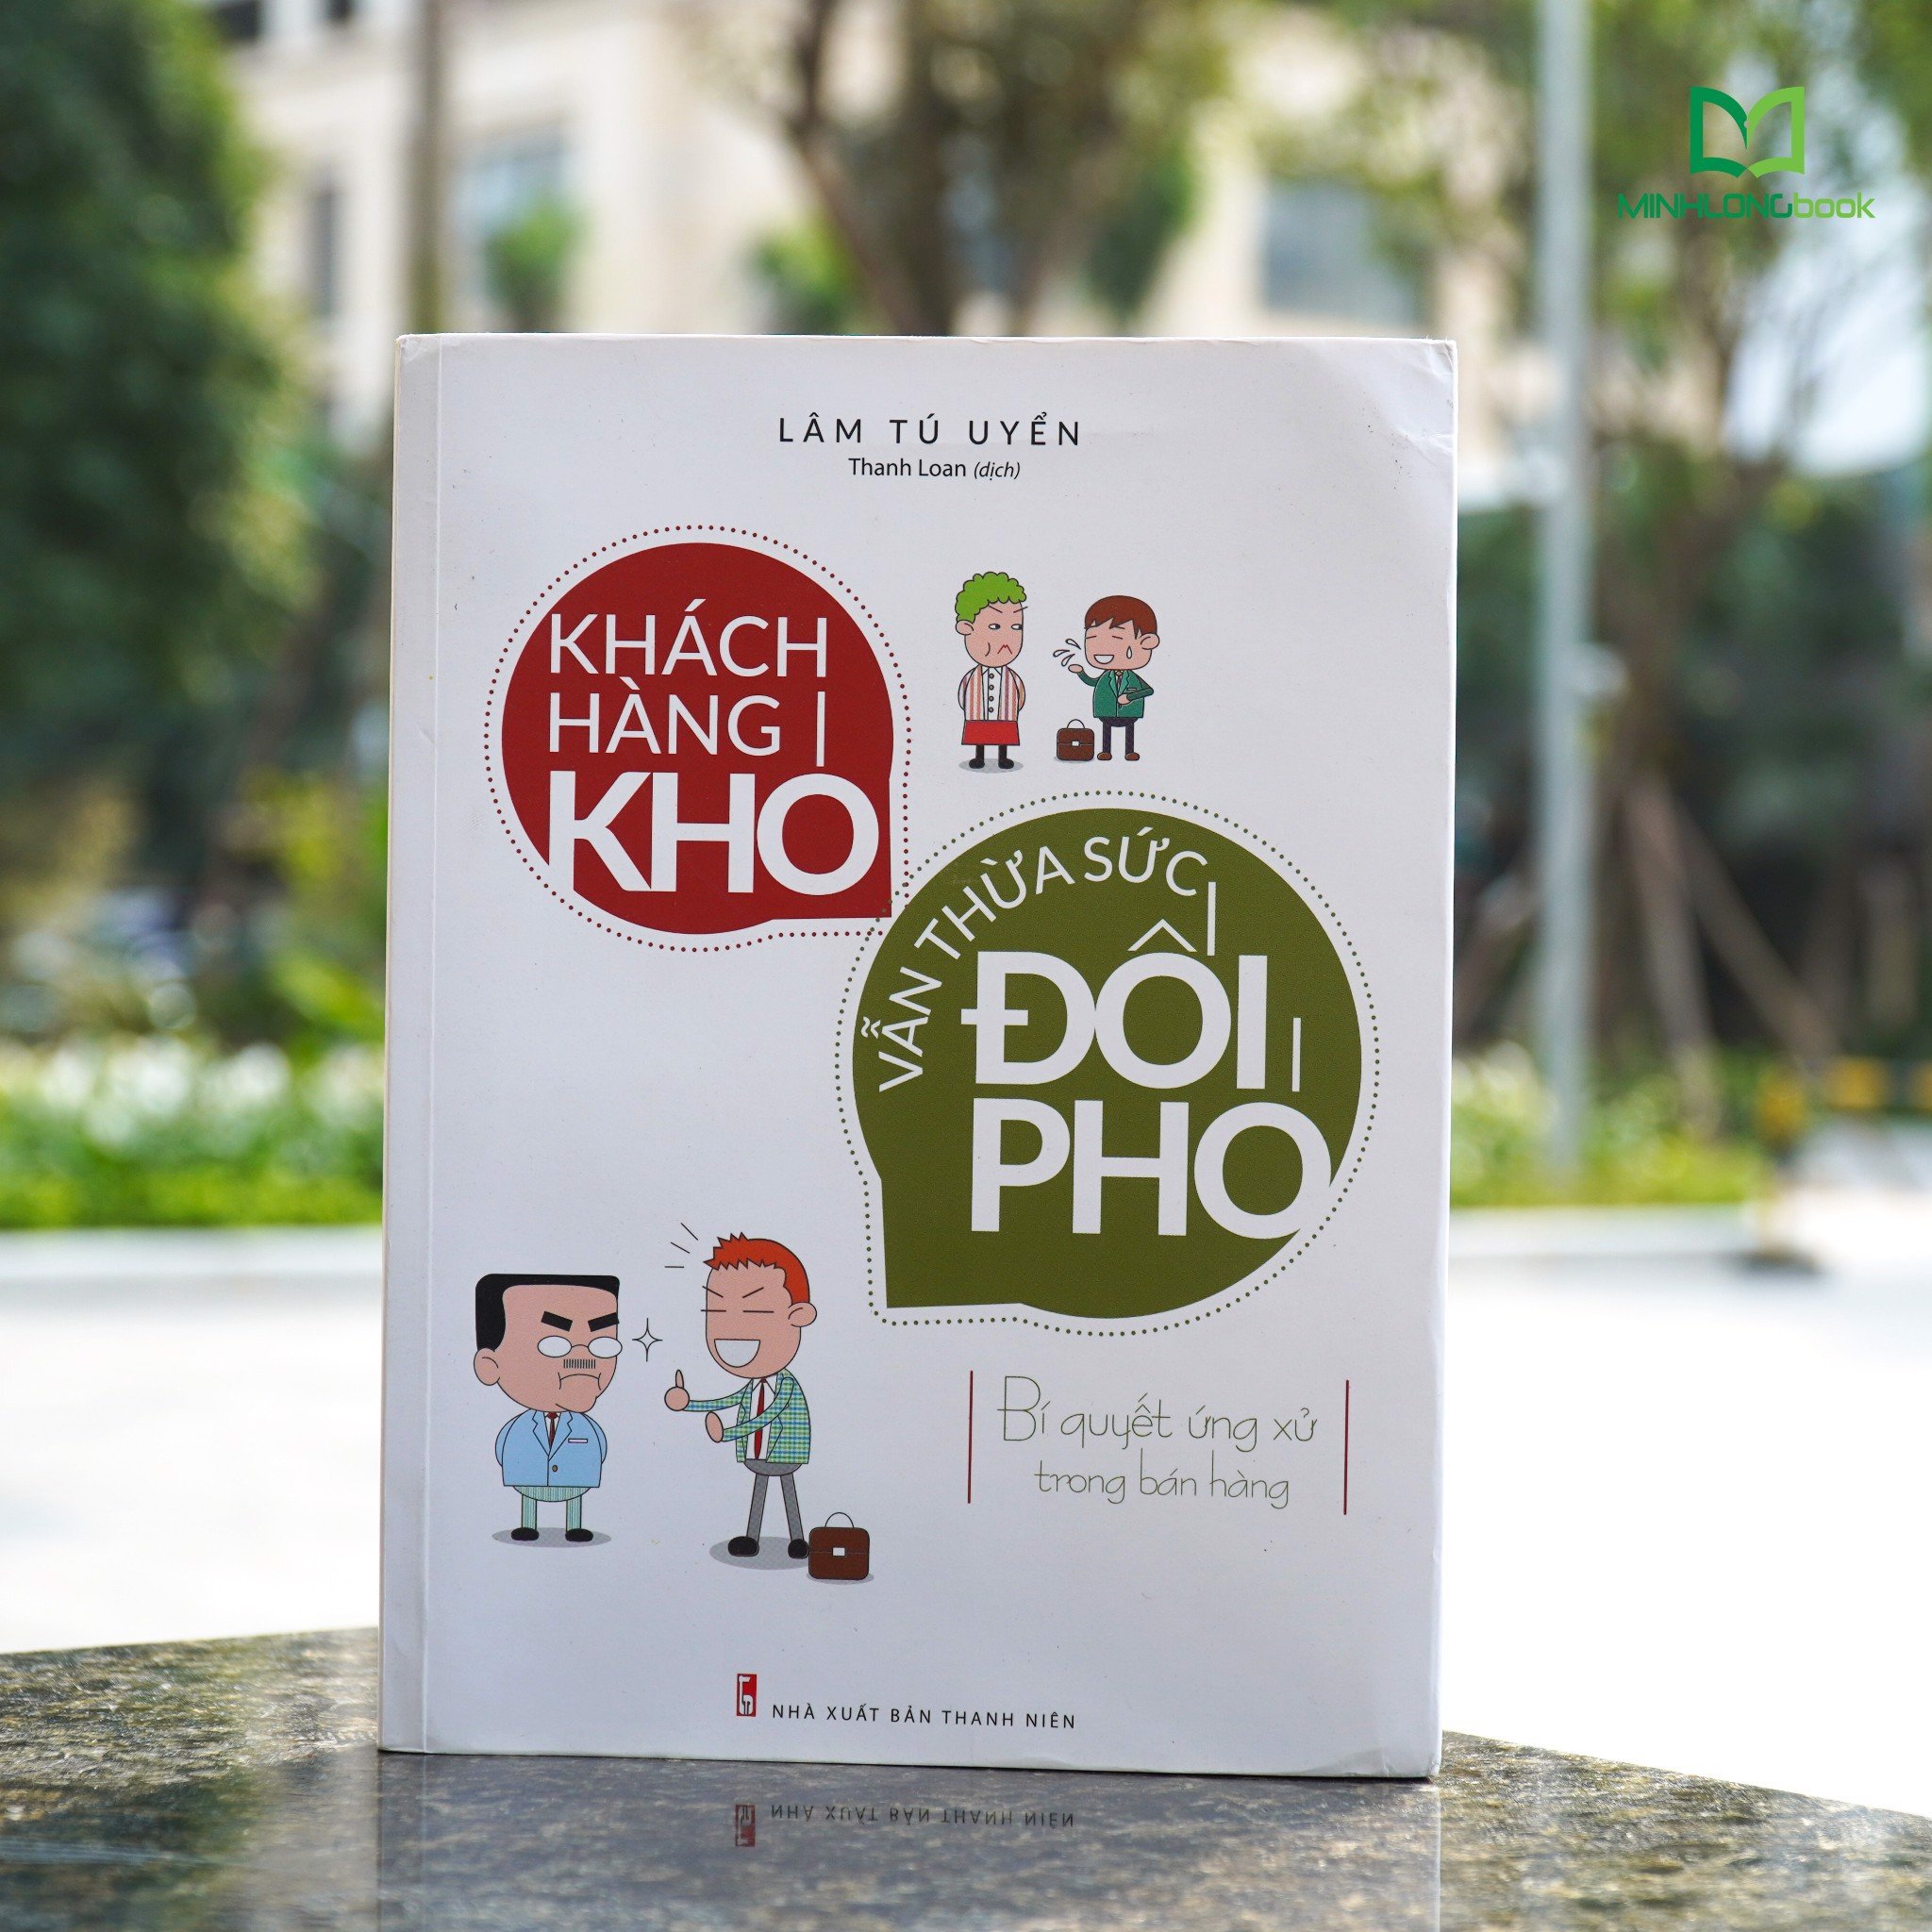 MINHLONGbook
LÂM TÚ UYỂN
Thanh Loan (dịch)
KHÁCH
HÀNG
KHÓ
VẪN THỪA SỨC
ĐỐI
PHÓ
Bí quyết ứng xử
trong bán hàng
NHÀ XUẤT BẢN THANH NIÊN